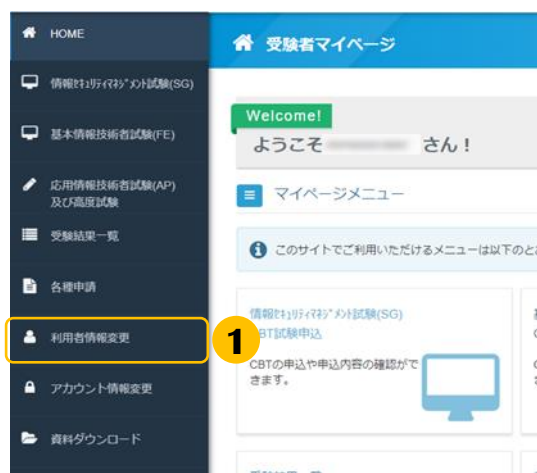 HOME
情報ｾｷｭﾘﾃｨﾏﾈｼﾞﾒﾝﾄ試験(SG)
基本情報技術者試験(FE)
応用情報技術者試験(AP)
及び高度試験
受験結果一覧
各種申請
利用者情報変更
アカウント情報変更
資料ダウンロード
受験者マイページ
Welcome!
ようこそ さん！
マイページメニュー
このサイトでご利用いただけるメニューは以下のと
情報ｾｷｭﾘﾃｨﾏﾈｼﾞﾒﾝﾄ試験(SG)
BT試験申込
CBTの申込や申込内容の確認がで
きます。
1